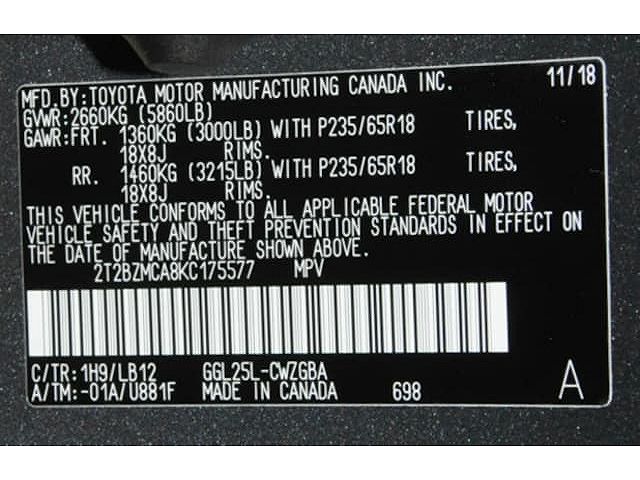 MFD.BY:TOYOTA MOTOR MANUFACTURING CANADA INC. 11/18
GVWR:2660KG (5860LB)
GAWR:FRT. 1360KG (3000LB) WITH P235/65R18 TIRES,
18X8J RIMS.
RR. 1460KG (3215LB) WITH P235/65R18 TIRES,
18X8J RIMS.
THIS VEHICLE CONFORMS TO ALL APPLICABLE FEDERAL MOTOR
VEHICLE SAFETY AND THEFT PREVENTION STANDARDS IN EFFECT ON
THE DATE OF MANUFACTURE SHOWN ABOVE.
2T2BZMCA8KC175577 MPV
C/TR:1H9/LB12 GGL25L-CWZGBA
A/TM:-01A/U881F MADE IN CANADA 698 A